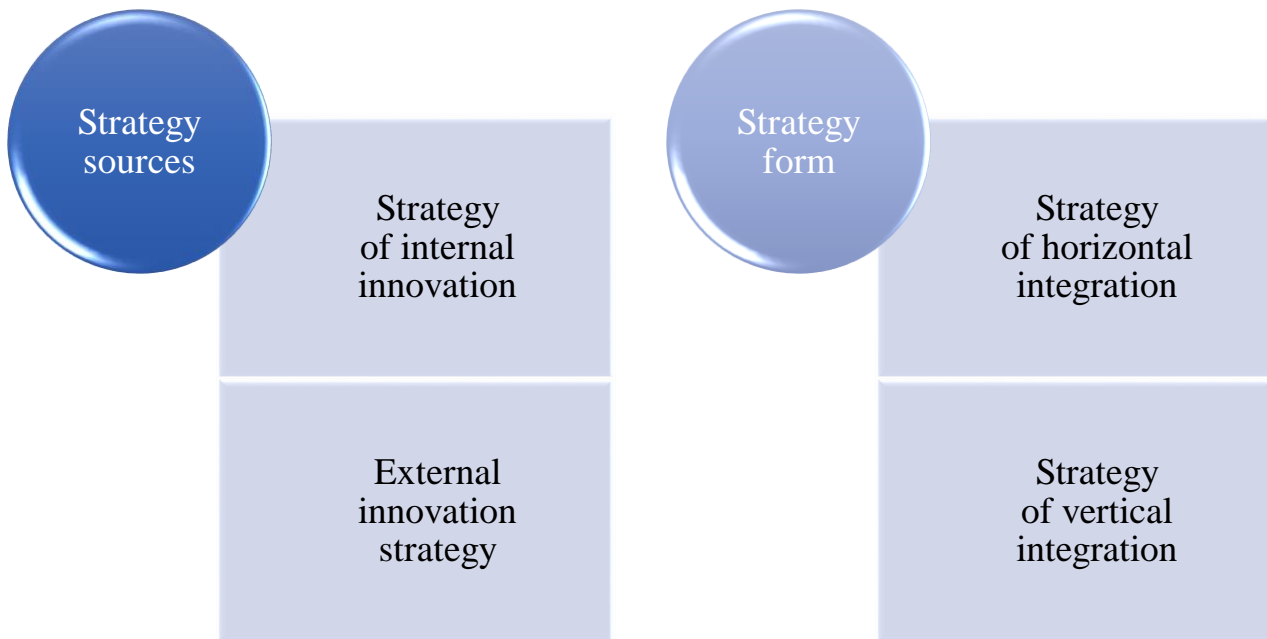 Strategy
sources
Strategy
of internal
innovation
External
innovation
strategy
Strategy
form
Strategy
of horizontal
integration
Strategy
of vertical
integration